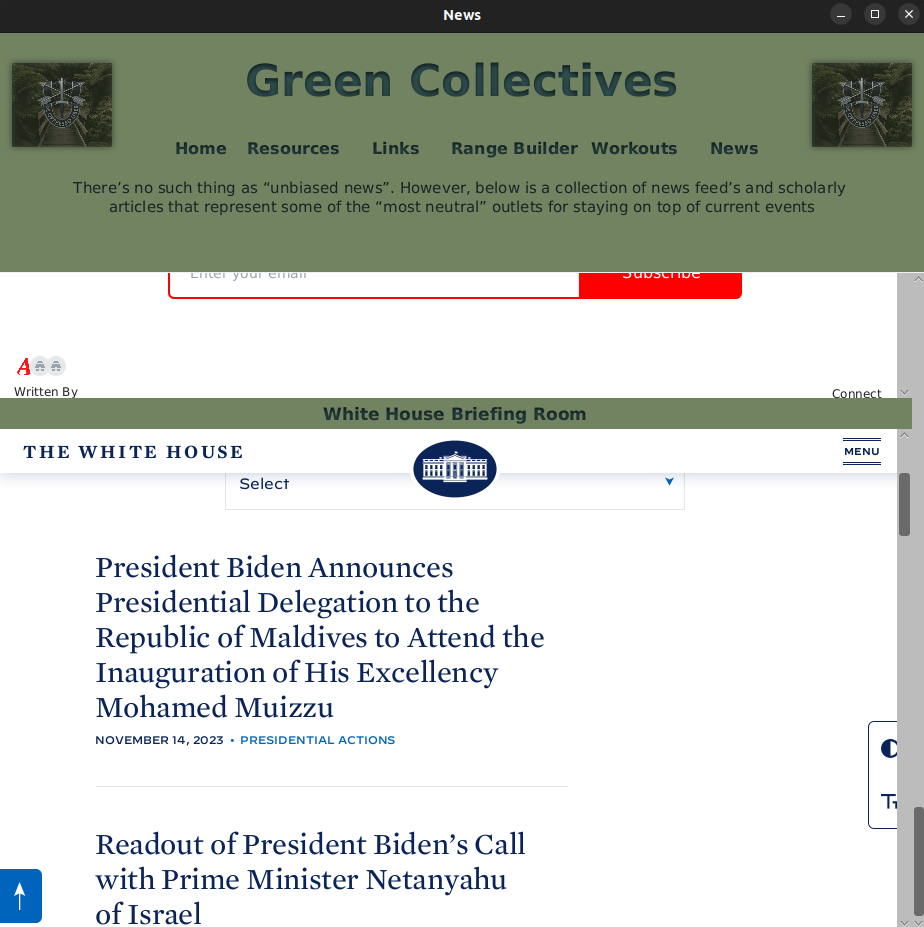 News
Green Collectives
Home Resources Links Range Builder Workouts News
There’s no such thing as “unbiased news”. However, below is a collection of news feed’s and scholarly
articles that represent some of the “most neutral” outlets for staying on top of current events
Enter your email
Subscribe
A
Written By
Connect
White House Briefing Room
THE WHITE HOUSE
MENU
Select
President Biden Announces
Presidential Delegation to the
Republic of Maldives to Attend the
Inauguration of His Excellency
Mohamed Muizzu
NOVEMBER 14, 2023 • PRESIDENTIAL ACTIONS
Readout of President Biden’s Call
with Prime Minister Netanyahu
of Israel